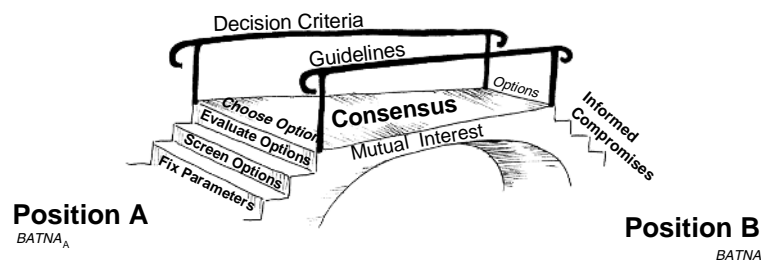 Decision Criteria
Guidelines
Options
Choose Option
Consensus
Evaluate Options
Mutual Interest
Screen Options
Fix Parameters
Informed
Compromises
Position A
BATNA A
Position B
BATNA